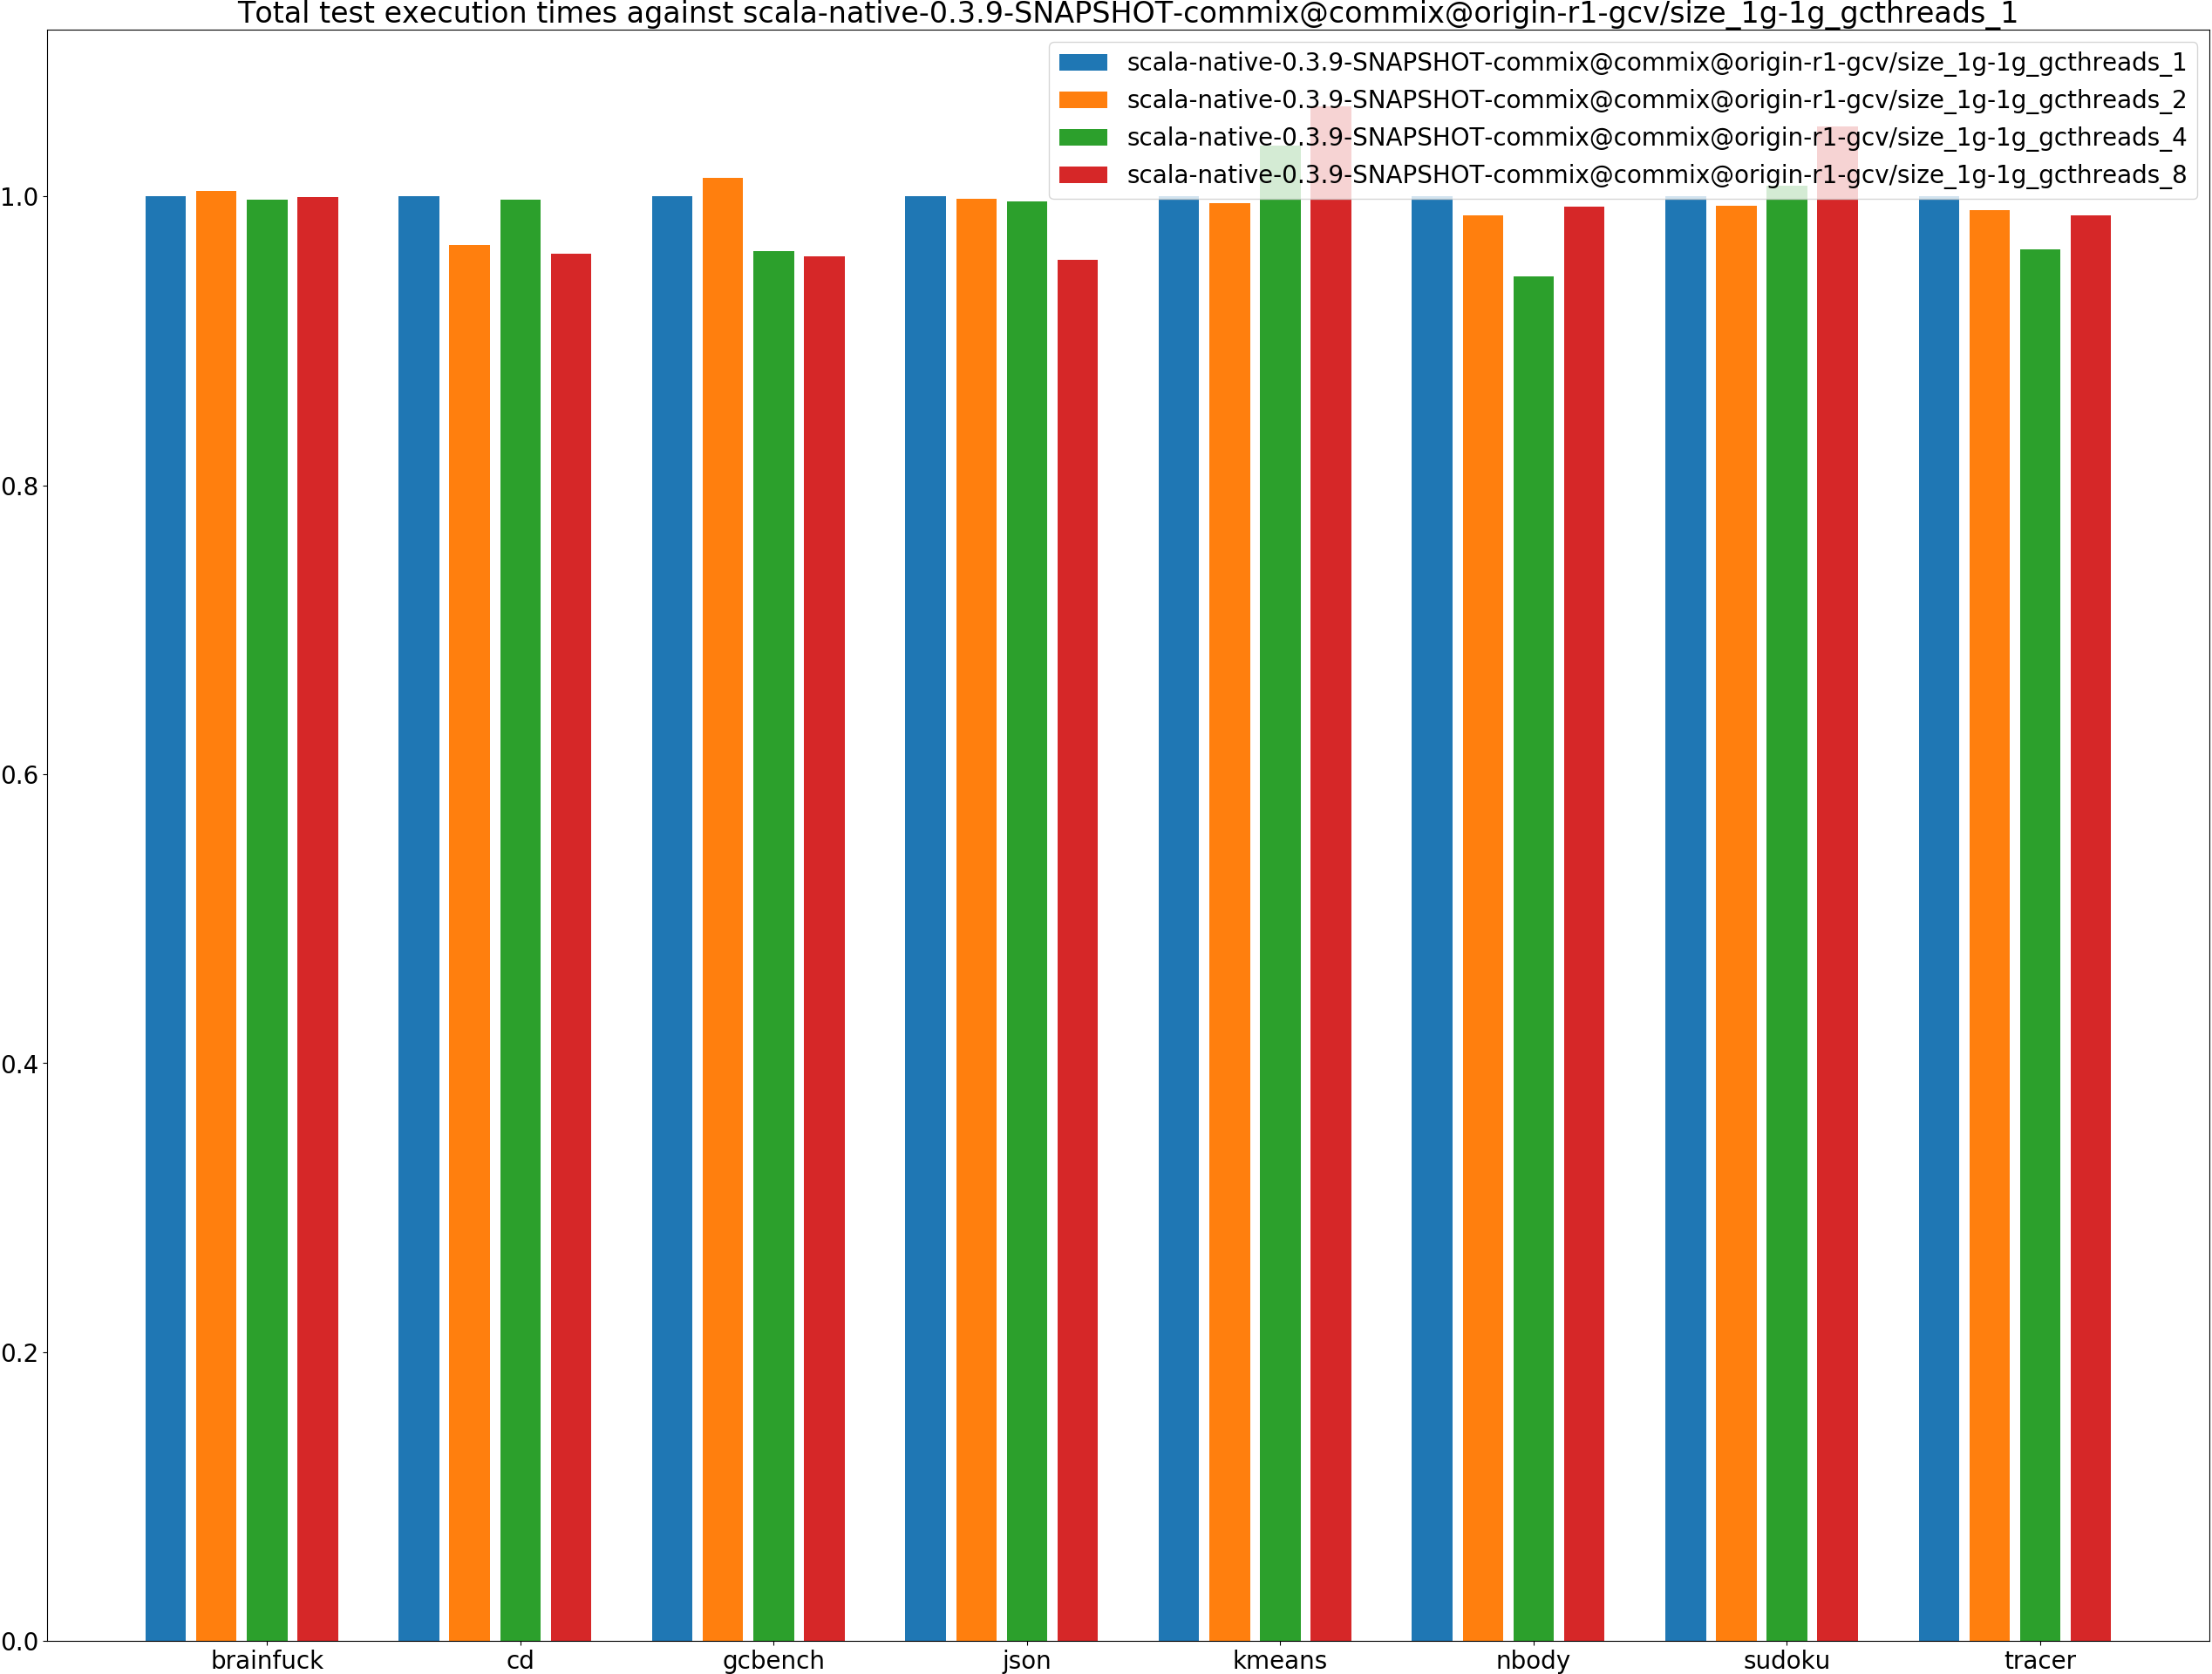 Total test execution times against scala-native-0.3.9-SNAPSHOT-commix@commix@origin-r1-gcv/size_1g-1g_gcthreads_1
scala-native-0.3.9-SNAPSHOT-commix@commix@origin-r1-gcv/size_1g-1g_gcthreads_1
scala-native-0.3.9-SNAPSHOT-commix@commix@origin-r1-gcv/size_1g-1g_gcthreads_2
scala-native-0.3.9-SNAPSHOT-commix@commix@origin-r1-gcv/size_1g-1g_gcthreads_4
scala-native-0.3.9-SNAPSHOT-commix@commix@origin-r1-gcv/size_1g-1g_gcthreads_8
1.0
0.8
0.6
0.4
0.2
0.0
brainfuck cd gcbench json kmeans nbody sudoku tracer